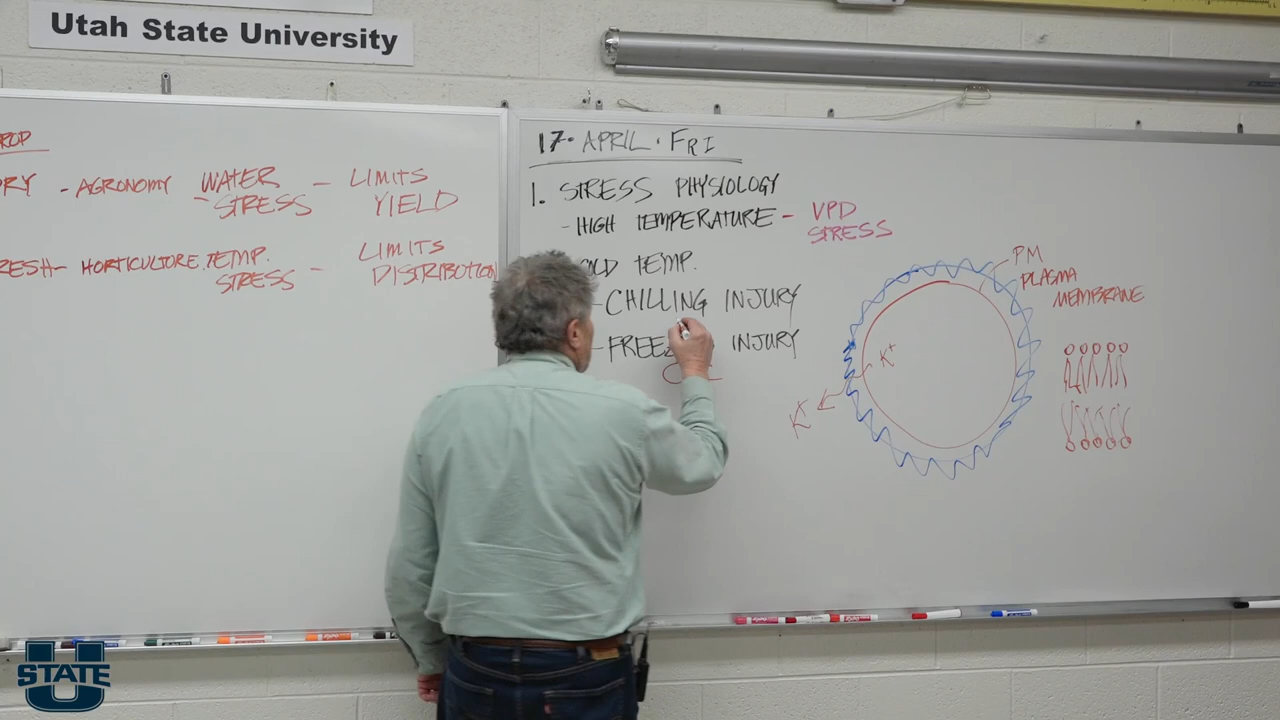 Utah State University
ROP
RY - AGRONOMY WATER STRESS - LIMITS YIELD
RESH- HORTICULTURE. TEMP. STRESS - LIMITS DISTRIBUTION
17. APRIL. FRI
1. STRESS PHYSIOLOGY
- HIGH TEMPERATURE - VPD STRESS
OLD TEMP.
- CHILLING INJURY
- FREEZ INJURY
PM
PLASMA
MEMBRANE
K+
K+
U STATE